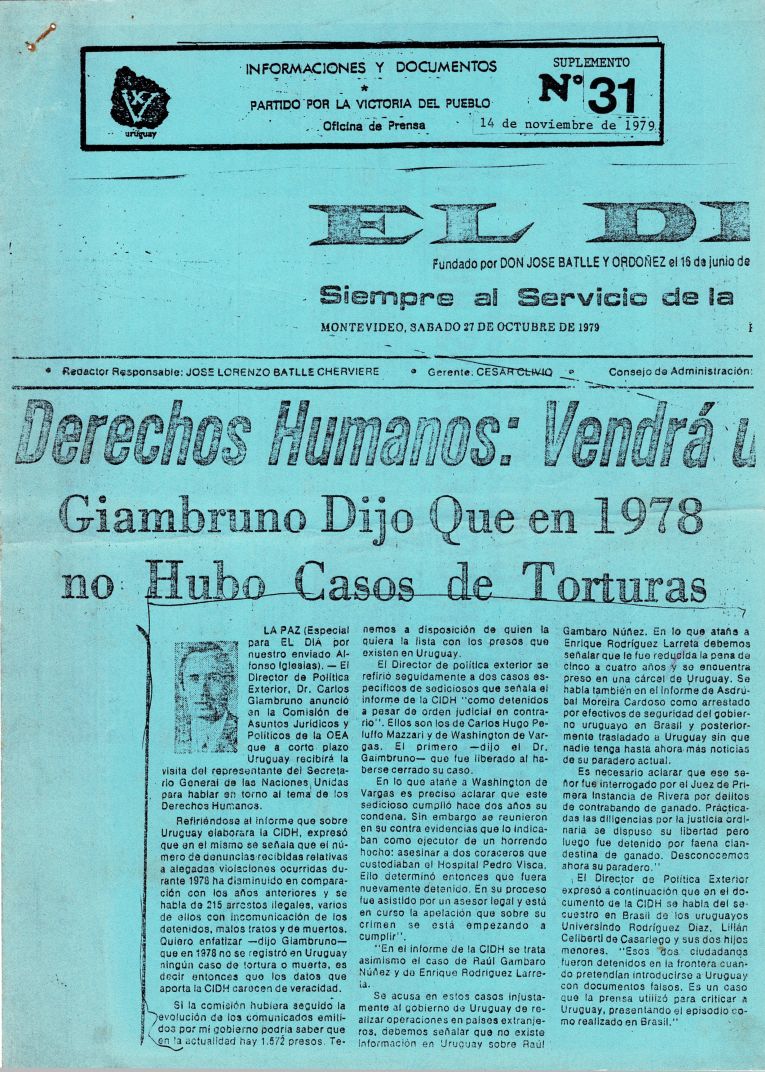 INFORMACIONES Y DOCUMENTOS
*
PARTIDO POR LA VICTORIA DEL PUEBLO
Oficina de Prensa
uruguay
SUPLEMENTO
Nº 31
14 de noviembre de 1979
EL DI
Fundado por DON JOSE BATLLE Y ORDOÑEZ el 16 de junio de
Siempre al Servicio de la
MONTEVIDEO, SABADO 27 DE OCTUBRE DE 1979
• Redactor Responsable: JOSE LORENZO BATLLE CHERVIERE • Gerente: CESAR CLIVIO • Consejo de Administración:
Derechos Humanos: Vendrá u
Giambruno Dijo Que en 1978
no Hubo Casos de Torturas
LA PAZ (Especial
para EL DIA por
nuestro enviado Al-
fonso Iglesias). — El
Director de Política
Exterior, Dr. Carlos
Giambruno anunció
en la Comisión de
Asuntos Jurídicos y
Políticos de la OEA
que a corto plazo
Uruguay recibirá la
visita del representante del Secreta-
rio General de las Naciones Unidas
para hablar en torno al tema de los
Derechos Humanos.
Refiriéndose al informe que sobre
Uruguay elaborara la CIDH, expresó
que en el mismo se señala que el nú-
mero de denuncias recibidas relativas
a alegadas violaciones ocurridas du-
rante 1978 ha disminuido en compara-
ción con los años anteriores y se
habla de 215 arrestos ilegales, varios
de ellos con incomunicación de los
detenidos, malos tratos y de muertos.
Quiero enfatizar —dijo Giambruno—
que en 1978 no se registró en Uruguay
ningún caso de tortura o muerte, es
decir entonces que los datos que
aporta la CIDH carecen de veracidad.
Si la comisión hubiera seguido la
evolución de los comunicados emiti-
dos por mi gobierno podría saber que
en la actualidad hay 1.572 presos. Te-
nemos a disposición de quien la
quiera la lista con los presos que
existen en Uruguay.
El Director de política exterior se
refirió seguidamente a dos casos es-
pecíficos de sediciosos que señala el
informe de la CIDH "como detenidos
a pesar de orden judicial en contra-
rio". Ellos son los de Carlos Hugo Pe-
luffo Mazzari y de Washington de Var-
gas. El primero —dijo el Dr.
Gaimbruno— que fue liberado al ha-
berse cerrado su caso.
En lo que atañe a Washington de
Vargas es preciso aclarar que este
sedicioso cumplió hace dos años su
condena. Sin embargo se reunieron
en su contra evidencias que lo indica-
ban como ejecutor de un horrendo
hocho: asesinar a dos coraceros que
custodiaban el Hospital Pedro Visca.
Ello determinó entonces que fuera
nuevamente detenido. En su proceso
fue asistido por un asesor legal y está
en curso la apelación que sobre su
crimen se está empezando a
cumplir".
"En el informe de la CIDH se trata
asimismo el caso de Raúl Gambaro
Núñez y de Enrique Rodríguez Larre-
ta.
Se acusa en estos casos injusta-
mente al gobierno de Uruguay de re-
alizar operaciones en países extranje-
ros, debemos señalar que no existe
información en Uruguay sobre Raúl
Gambaro Núñez. En lo que atañe a
Enrique Rodríguez Larreta debemos
señalar que le fue reducida la pena de
cinco a cuatro años y se encuentra
preso en una cárcel de Uruguay. Se
habla también en el informe de Asdrú-
bal Moreira Cardoso como arrestado
por efectivos de seguridad del gobier-
no uruguayo en Brasil y posterior-
mente trasladado a Uruguay sin que
nadie tenga hasta ahora más noticias
de su paradero actual.
Es necesario aclarar que ese se-
ñor fue interrogado por el Juez de Pri-
mera Instancia de Rivera por delitos
de contrabando de ganado. Práctica-
das las diligencias por la justicia ordi-
naria se dispuso su libertad pero
luego fue detenido por faena clan-
destina de ganado. Desconocemos
ahora su paradero."
El Director de Política Exterior
expresó a continuación que en el do-
cumento de la CIDH se habla del se-
cuestro en Brasil de los uruguayos
Universindo Rodríguez Díaz, Lilián
Celiberti de Casariego y sus dos hijos
menores. "Esos dos ciudadanos
fueron detenidos en la frontera cuan-
do pretendían introducirse a Uruguay
con documentos falsos. Es un caso
que la prensa utilizó para criticar a
Uruguay, presentando el episodio co-
mo realizado en Brasil."